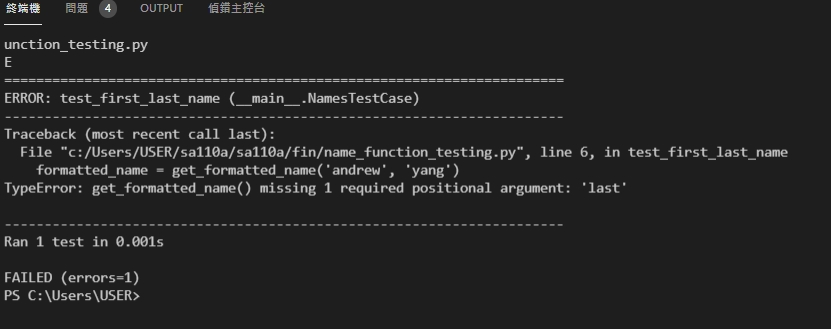 終端機 問題 4 OUTPUT 偵錯主控台
unction_testing.py
E
======================================================================
ERROR: test_first_last_name (__main__.NamesTestCase)
----------------------------------------------------------------------
Traceback (most recent call last):
  File "c:/Users/USER/sa110a/sa110a/fin/name_function_testing.py", line 6, in test_first_last_name
    formatted_name = get_formatted_name('andrew', 'yang')
TypeError: get_formatted_name() missing 1 required positional argument: 'last'
----------------------------------------------------------------------
Ran 1 test in 0.001s
FAILED (errors=1)
PS C:\Users\USER>